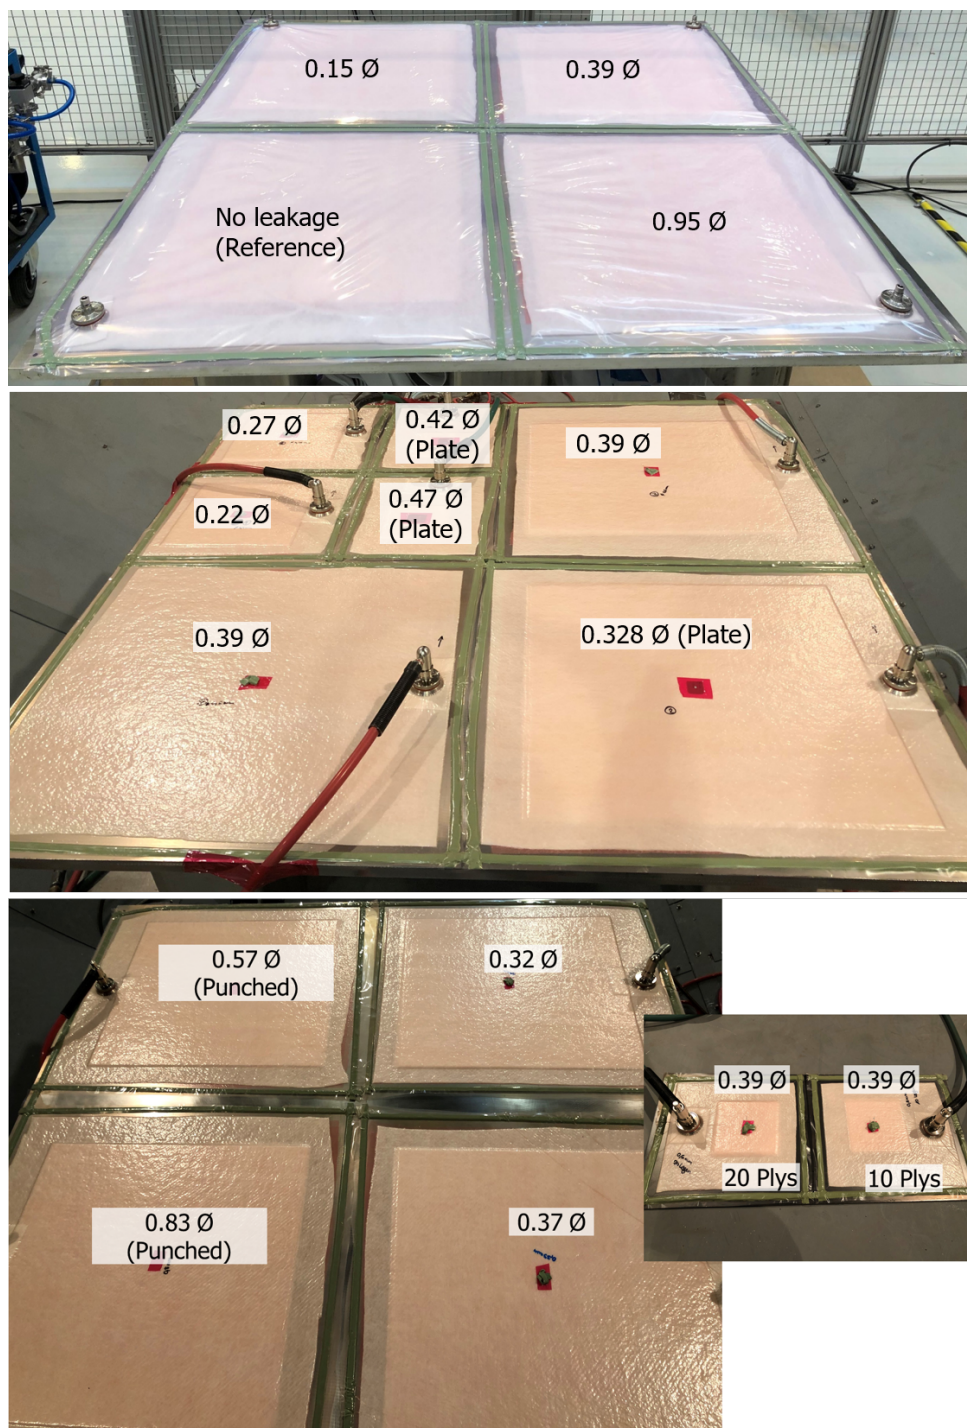 0.15 Ø
0.39 Ø
No leakage
(Reference)
0.95 Ø
0.27 Ø
0.42 Ø
(Plate)
0.39 Ø
0.22 Ø
0.47 Ø
(Plate)
0.39 Ø
0.328 Ø (Plate)
0.57 Ø
(Punched)
0.32 Ø
0.39 Ø
0.39 Ø
20 Plys
10 Plys
0.83 Ø
(Punched)
0.37 Ø